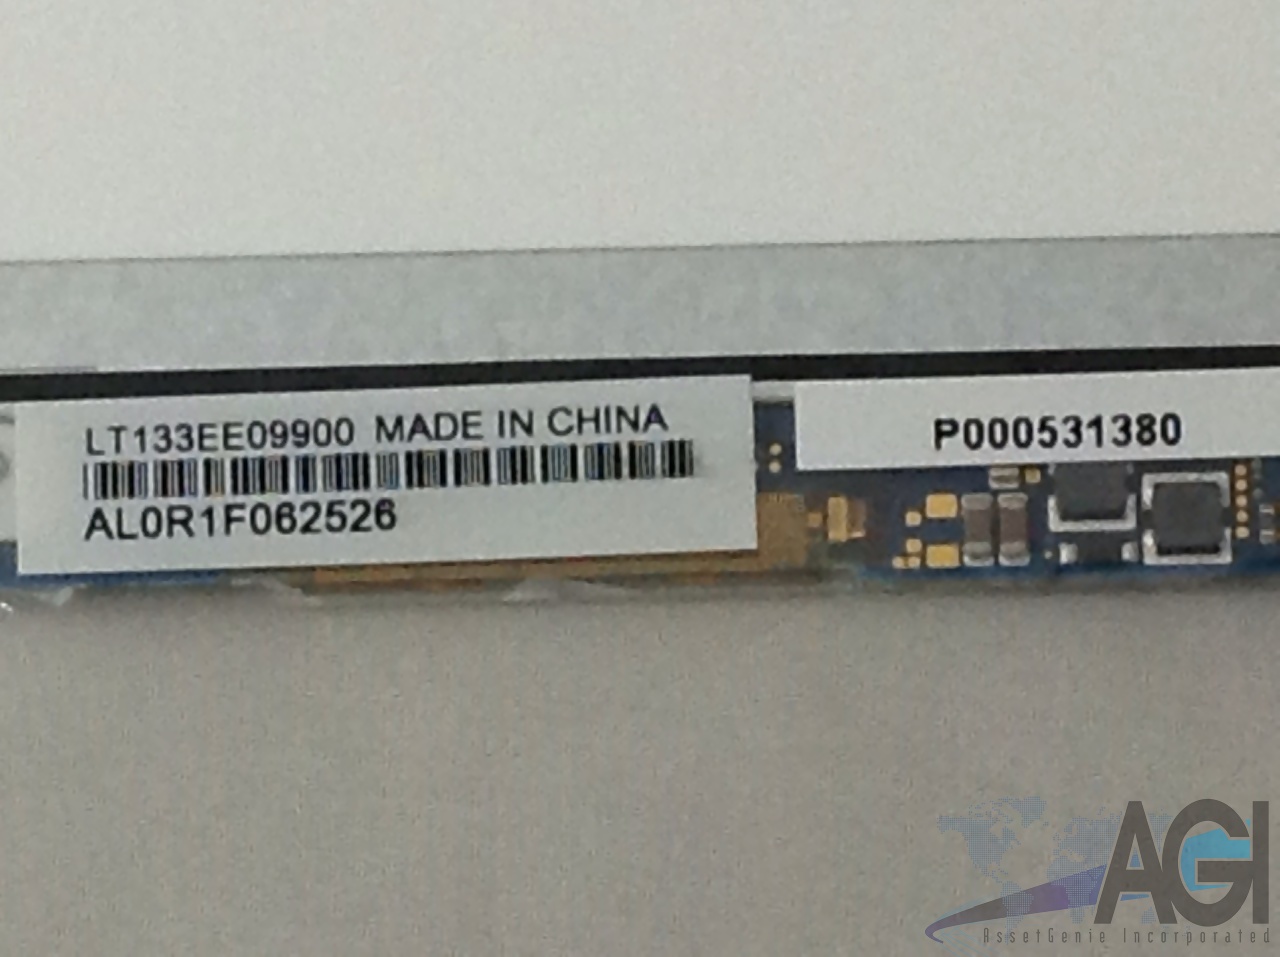 LT133EE09900 MADE IN CHINA
AL0R1F062526
P000531380
AGI
AssetGenie Incorporated